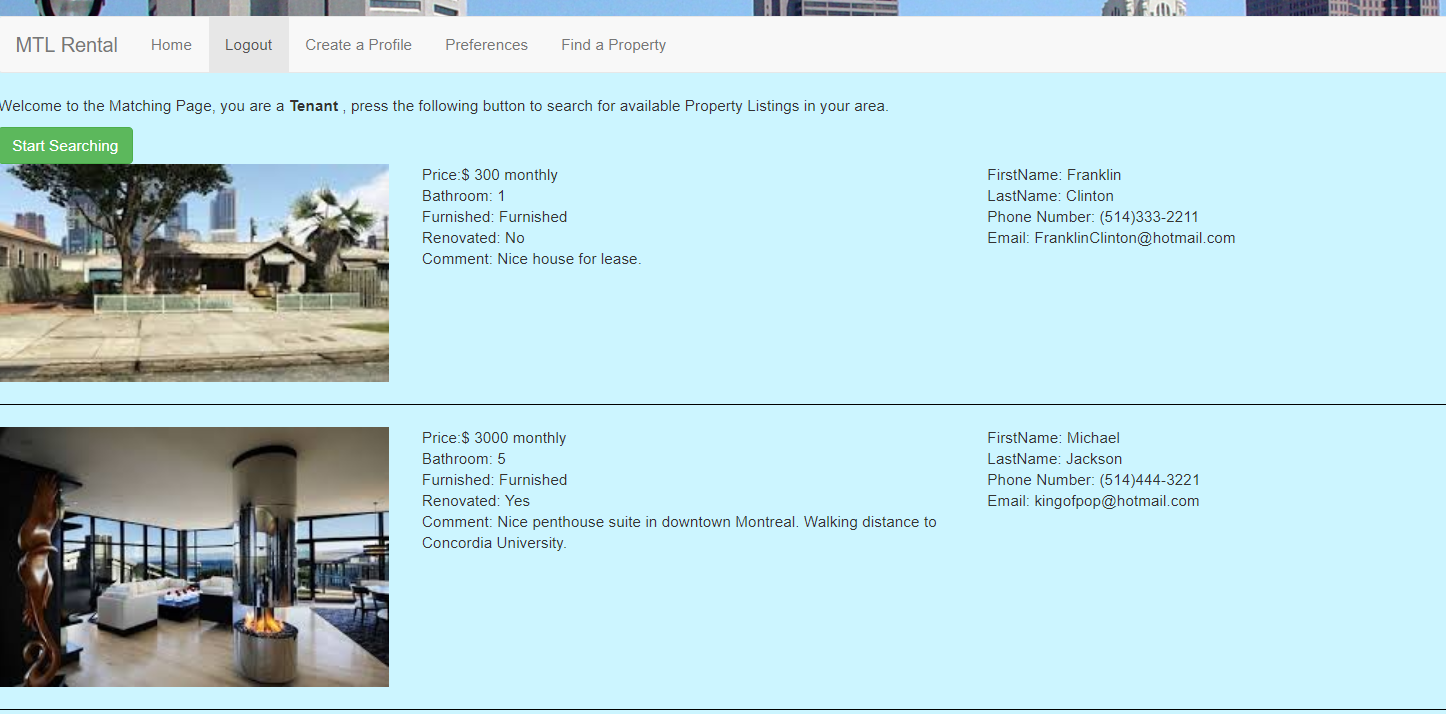 MTL Rental Home Logout Create a Profile Preferences Find a Property
Welcome to the Matching Page, you are a Tenant , press the following button to search for available Property Listings in your area.
Start Searching
Price:$ 300 monthly
Bathroom: 1
Furnished: Furnished
Renovated: No
Comment: Nice house for lease.
FirstName: Franklin
LastName: Clinton
Phone Number: (514)333-2211
Email: FranklinClinton@hotmail.com
Price:$ 3000 monthly
Bathroom: 5
Furnished: Furnished
Renovated: Yes
Comment: Nice penthouse suite in downtown Montreal. Walking distance to
Concordia University.
FirstName: Michael
LastName: Jackson
Phone Number: (514)444-3221
Email: kingofpop@hotmail.com